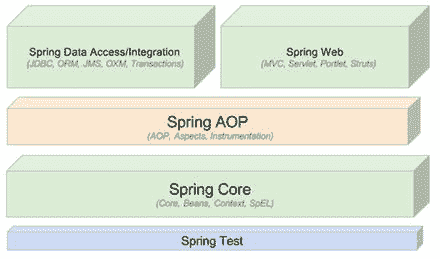 Spring Data Access/Integration
(JDBC, ORM, JMS, OXM, Transactions)
Spring Web
(MVC, Servlet, Portlet, Struts)
Spring AOP
(AOP, Aspects, Instrumentation)
Spring Core
(Core, Beans, Context, SpEL)
Spring Test